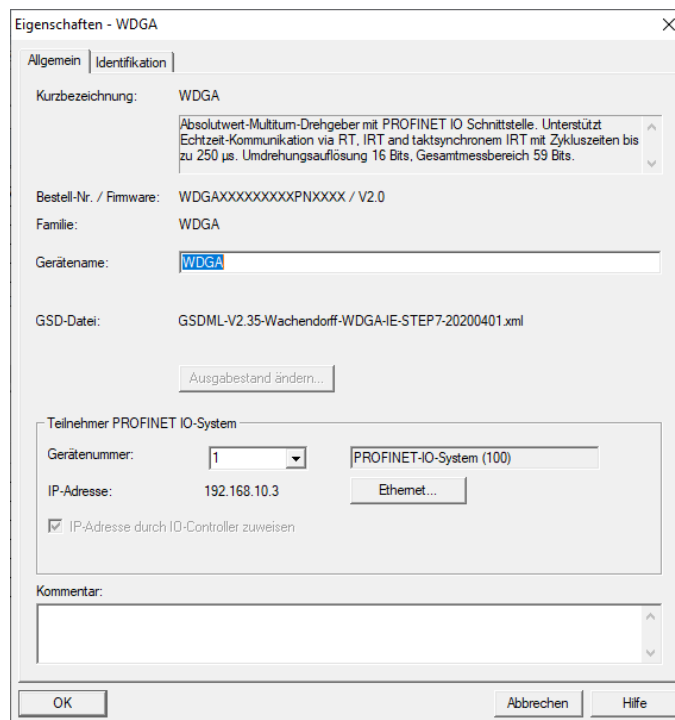 Eigenschaften - WDGA
Allgemein
Identifikation
Kurzbezeichnung: WDGA
Absolutwert-Multiturn-Drehgeber mit PROFINET IO Schnittstelle. Unterstützt
Echtzeit-Kommunikation via RT, IRT and taktsynchronem IRT mit Zykluszeiten bis
zu 250 µs. Umdrehungsauflösung 16 Bits, Gesamtmessbereich 59 Bits.
Bestell-Nr. / Firmware: WDGAXXXXXXXXXPNXXXX / V2.0
Familie: WDGA
Gerätename: WDGA
GSD-Datei: GSDML-V2.35-Wachendorff-WDGA-IE-STEP7-20200401.xml
Ausgabestand ändern...
Teilnehmer PROFINET IO-System
Gerätenummer: 1 PROFINET-IO-System (100)
IP-Adresse: 192.168.10.3 Ethernet...
IP-Adresse durch IO-Controller zuweisen
Kommentar:
OK Abbrechen Hilfe